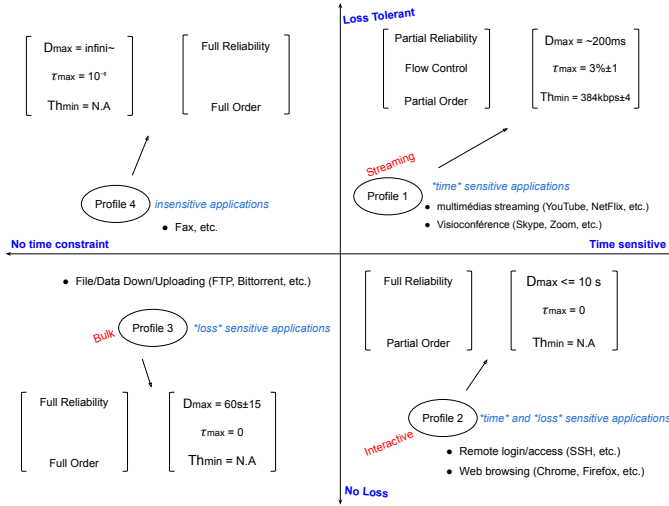 Loss Tolerant
Dmax = infini~
τmax = 10⁻⁶
Thmin = N.A
Full Reliability
Full Order
Profile 4
insensitive applications
● Fax, etc.
No time constraint
Partial Reliability
Flow Control
Partial Order
Dmax = ~200ms
τmax = 3%±1
Thmin = 384kbps±4
Streaming
Profile 1
*time* sensitive applications
● multimédias streaming (YouTube, NetFlix, etc.)
● Visioconférence (Skype, Zoom, etc.)
Time sensitive
● File/Data Down/Uploading (FTP, Bittorrent, etc.)
Bulk
Profile 3
*loss* sensitive applications
Full Reliability
Full Order
Dmax = 60s±15
τmax = 0
Thmin = N.A
Full Reliability
Partial Order
Dmax <= 10 s
τmax = 0
Thmin = N.A
Interactive
Profile 2
*time* and *loss* sensitive applications
● Remote login/access (SSH, etc.)
● Web browsing (Chrome, Firefox, etc.)
No Loss